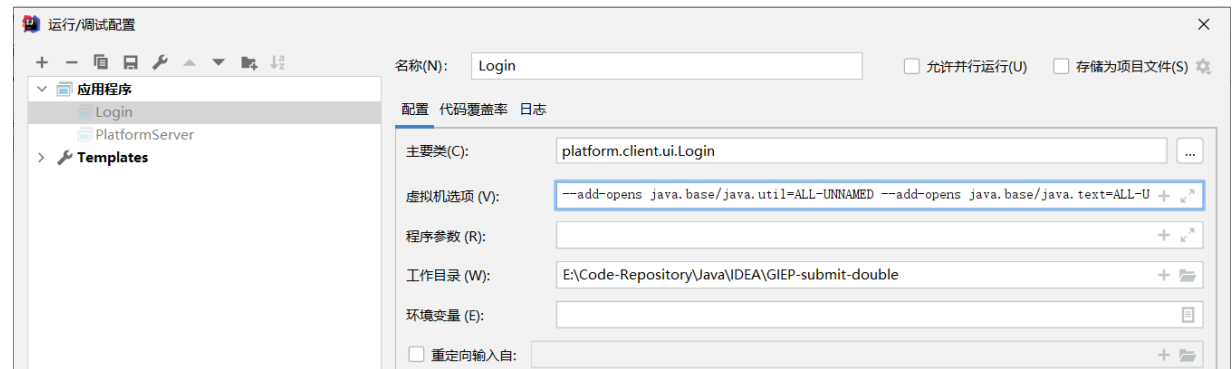 运行/调试配置
名称(N): Login 允许并行运行(U) 存储为项目文件(S)
应用程序
Login
PlatformServer
Templates
配置 代码覆盖率 日志
主要类(C): platform.client.ui.Login ...
虚拟机选项 (V): --add-opens java.base/java.util=ALL-UNNAMED --add-opens java.base/java.text=ALL-U
程序参数 (R):
工作目录 (W): E:\Code-Repository\Java\IDEA\GIEP-submit-double
环境变量 (E):
重定向输入自: